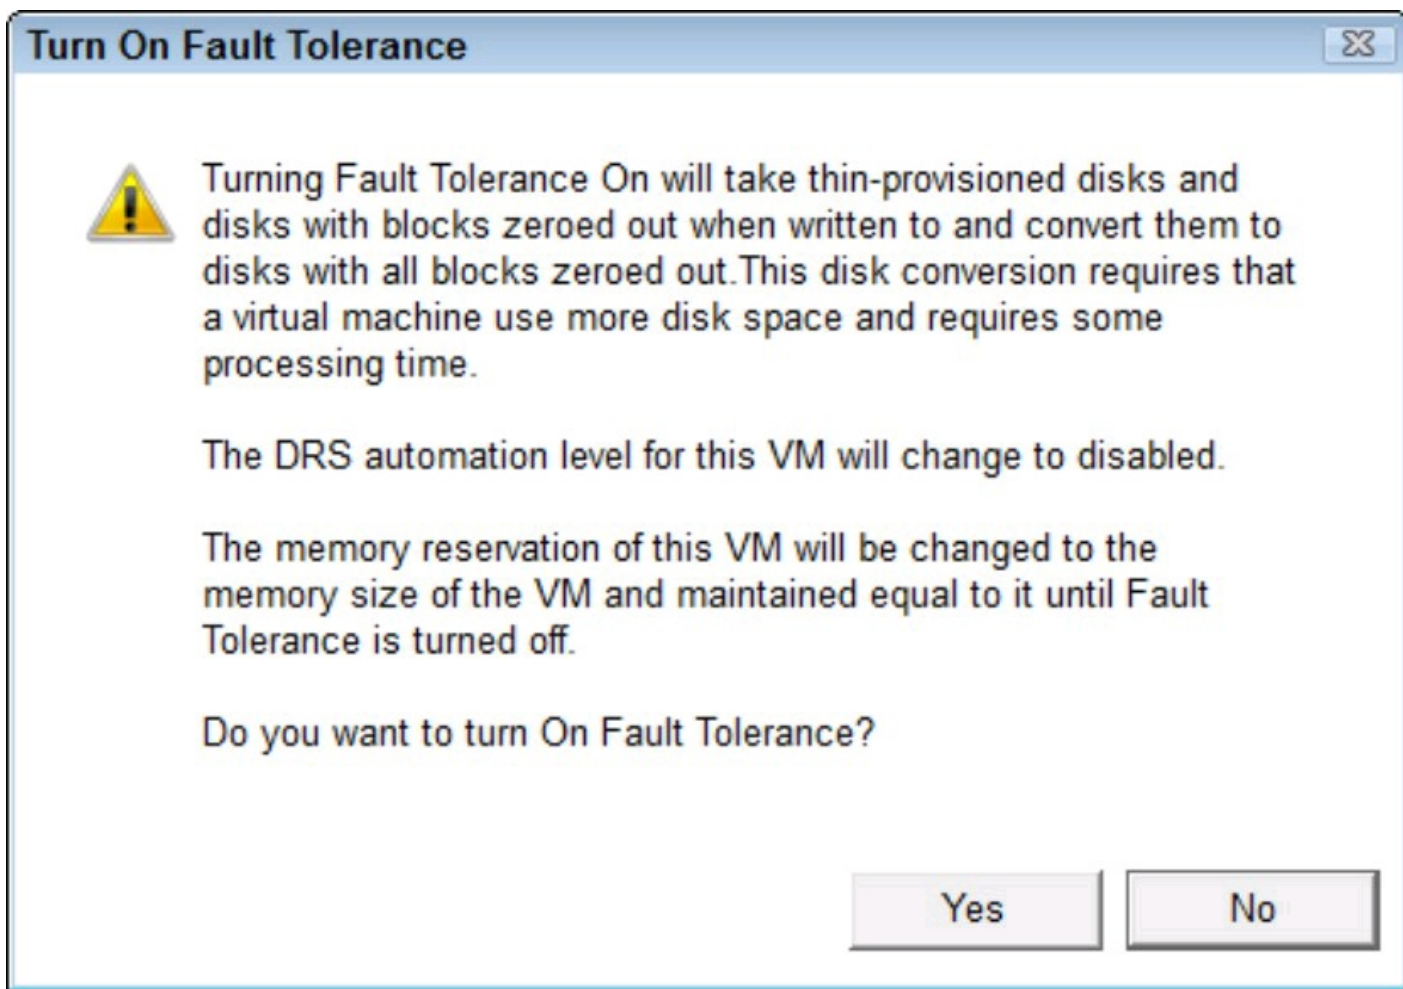 Turn On Fault Tolerance
Turning Fault Tolerance On will take thin-provisioned disks and
disks with blocks zeroed out when written to and convert them to
disks with all blocks zeroed out.This disk conversion requires that
a virtual machine use more disk space and requires some
processing time.
The DRS automation level for this VM will change to disabled.
The memory reservation of this VM will be changed to the
memory size of the VM and maintained equal to it until Fault
Tolerance is turned off.
Do you want to turn On Fault Tolerance?
Yes
No